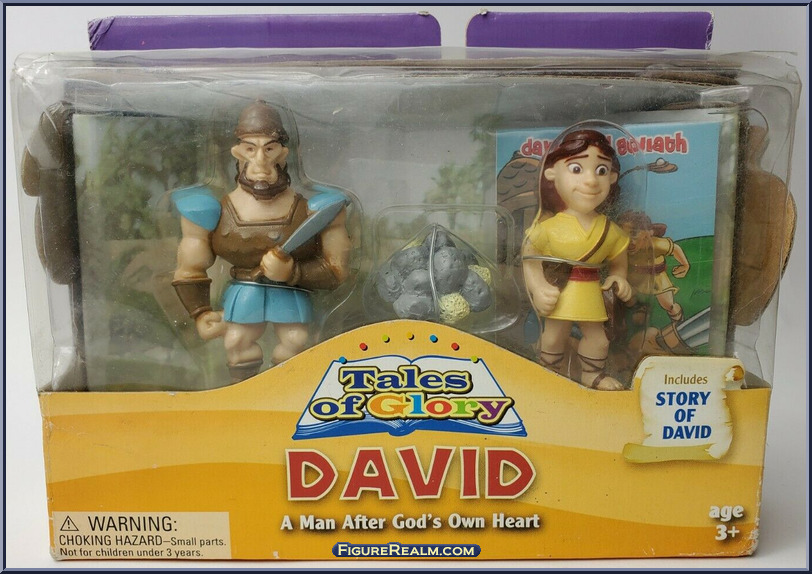 david and goliath
Tales
of Glory
DAVID
A Man After God's Own Heart
Includes
STORY
OF
DAVID
age
3+
⚠ WARNING:
CHOKING HAZARD—Small parts.
Not for children under 3 years.
FIGUREREALM.COM